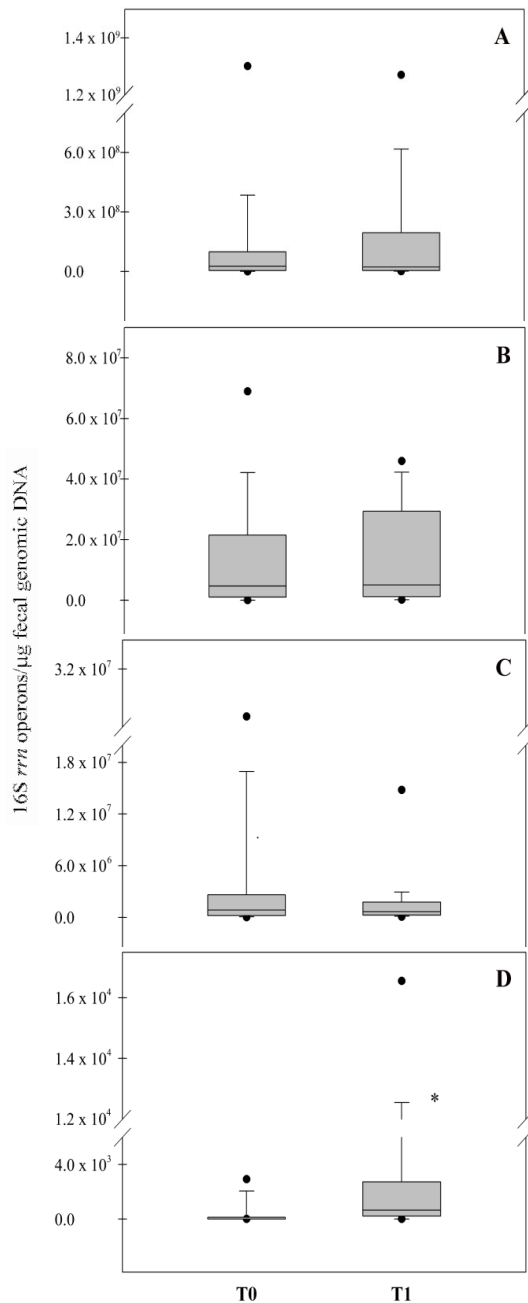 A
1.4 x 10⁹
1.2 x 10⁹
6.0 x 10⁸
3.0 x 10⁸
0.0
B
8.0 x 10⁷
6.0 x 10⁷
4.0 x 10⁷
2.0 x 10⁷
0.0
16S rrn operons/µg fecal genomic DNA
C
3.2 x 10⁷
1.8 x 10⁷
1.2 x 10⁷
6.0 x 10⁶
0.0
D
1.6 x 10⁴
1.4 x 10⁴
*
1.2 x 10⁴
4.0 x 10³
0.0
T0 T1